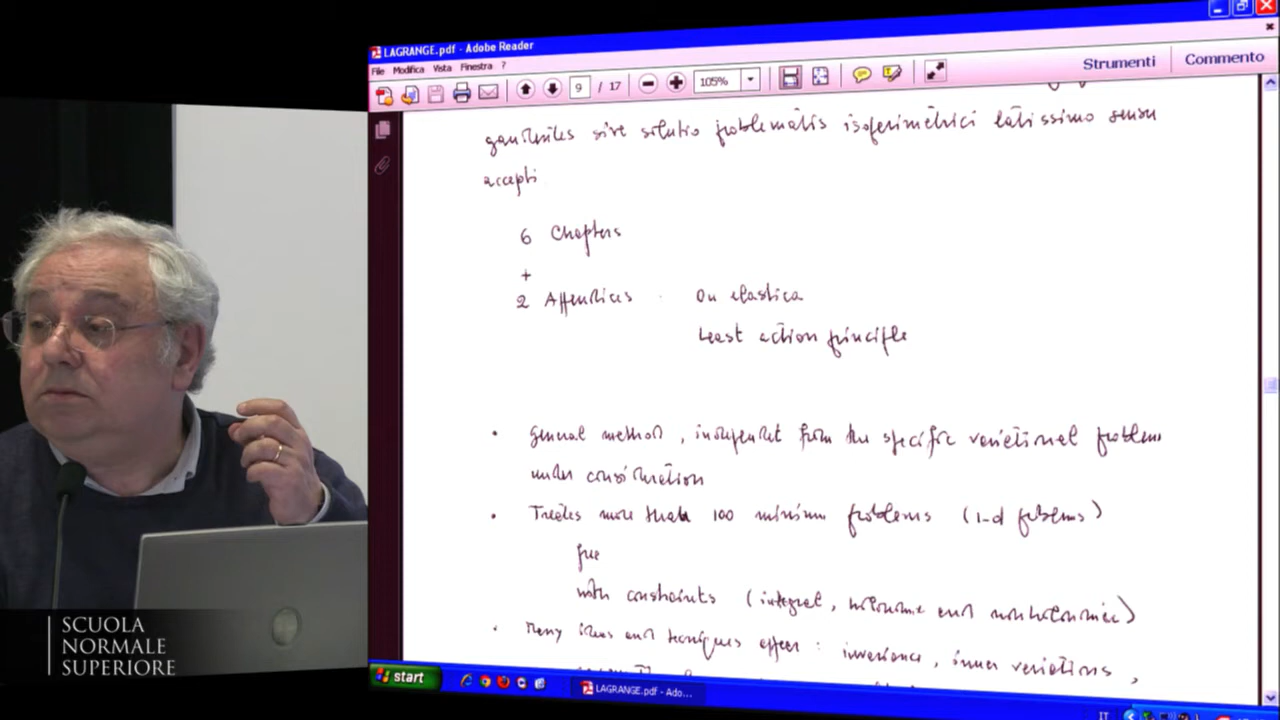 LAGRANGE.pdf - Adobe Reader
File Modifica Vista Finestra ?
9 / 17 105% Strumenti Commento
gaudentes sive solutio problematis isoperimetrici latissimo sensu
accepti
6 Chapters
+
2 Appendices . On elastica
Least action principle
• General method, independent from the specific variational problem
under consideration
• Treates more than 100 minimum problems (1-d problems)
free
with constraints (integral, holonomic and nonholonomic)
• Many ideas and techniques appear : invariance, inner variations,
SCUOLA
NORMALE
SUPERIORE
start LAGRANGE.pdf - Ado... IT